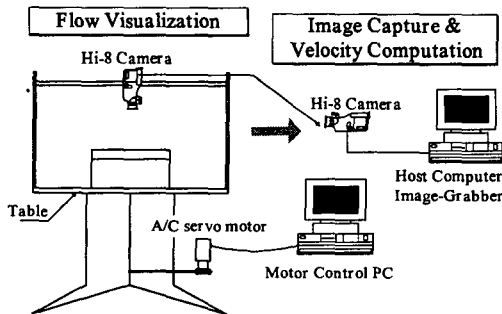 Flow Visualization
Image Capture &
Velocity Computation
Hi-8 Camera
Hi-8 Camera
Host Computer
Image-Grabber
Table
A/C servo motor
Motor Control PC